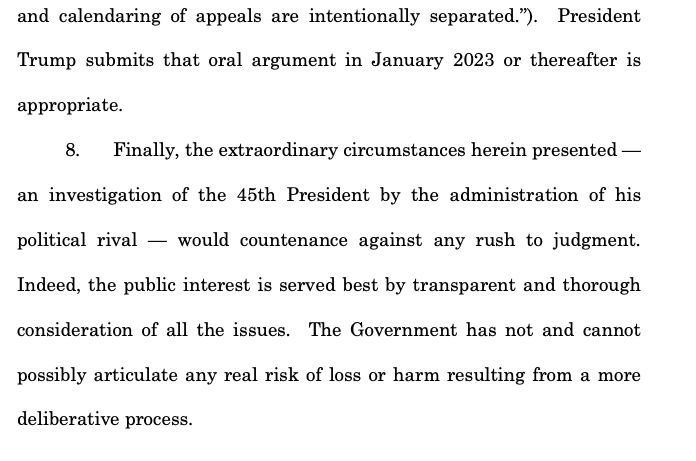 and calendaring of appeals are intentionally separated.”). President
Trump submits that oral argument in January 2023 or thereafter is
appropriate.
8. Finally, the extraordinary circumstances herein presented —
an investigation of the 45th President by the administration of his
political rival — would countenance against any rush to judgment.
Indeed, the public interest is served best by transparent and thorough
consideration of all the issues. The Government has not and cannot
possibly articulate any real risk of loss or harm resulting from a more
deliberative process.